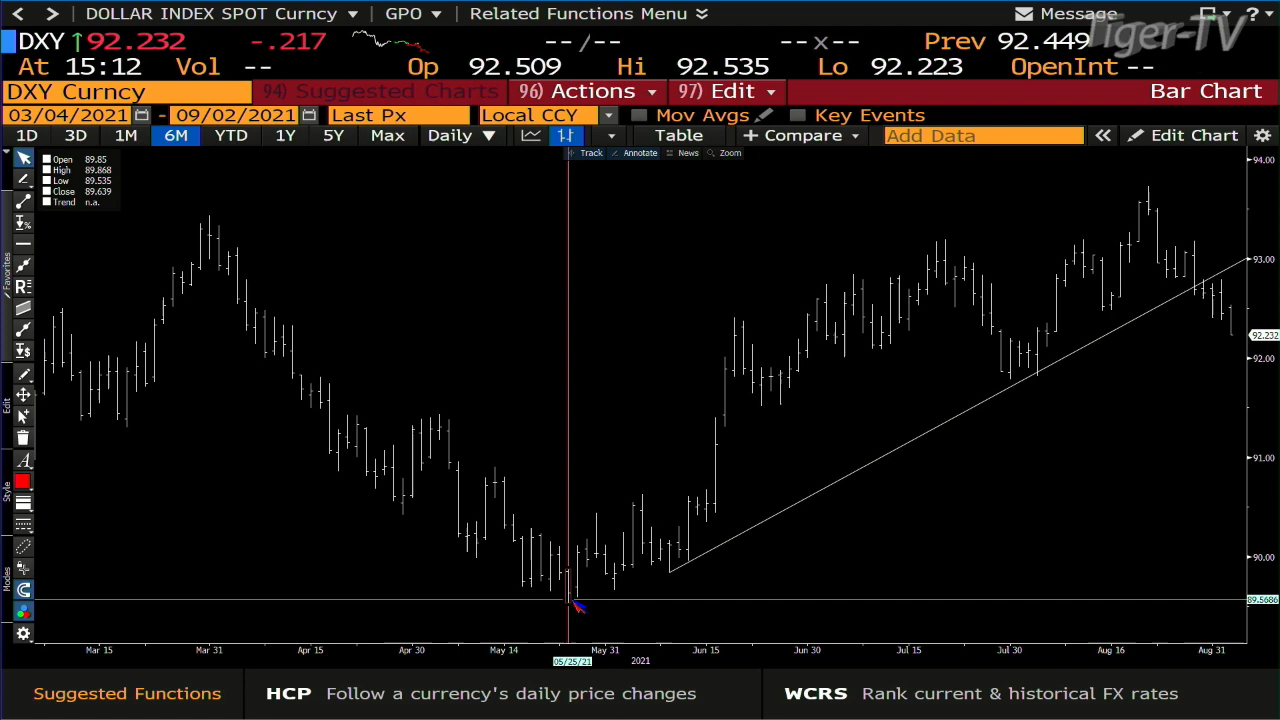 DOLLAR INDEX SPOT Curncy GPO Related Functions Menu Message ?
Tiger-TV
DXY 92.232 -.217 -- / -- -- x -- Prev 92.449
At 15:12 Vol -- Op 92.509 Hi 92.535 Lo 92.223 OpenInt --
DXY Curncy 94) Suggested Charts 96) Actions 97) Edit Bar Chart
03/04/2021 - 09/02/2021 Last Px Local CCY Mov Avgs Key Events
1D 3D 1M 6M YTD 1Y 5Y Max Daily ▼ Table + Compare Add Data « Edit Chart
Track Annotate News Zoom
Open 89.85
High 89.868
Low 89.535
Close 89.639
Trend n.a.
94.00
93.00
92.232
92.00
91.00
90.00
89.5686
Favorites
Edit
Style
Modes
Mar 15 Mar 31 Apr 15 Apr 30 May 14 May 31 Jun 15 Jun 30 Jul 15 Jul 30 Aug 16 Aug 31
05/25/21 2021
Suggested Functions HCP Follow a currency's daily price changes WCRS Rank current & historical FX rates